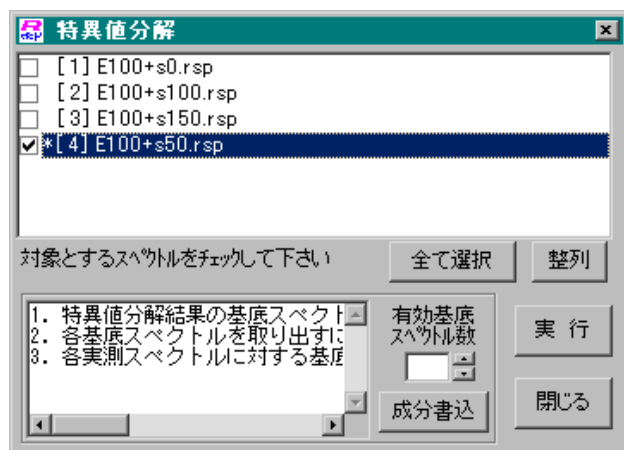 特異値分解
[1] E100+s0.rsp
[2] E100+s100.rsp
[3] E100+s150.rsp
*[4] E100+s50.rsp
対象とするスペクトルをチェックして下さい
全て選択
整列
1. 特異値分解結果の基底スペクト
2. 各基底スペクトルを取り出すに
3. 各実測スペクトルに対する基底
有効基底
スペクトル数
成分書込
実 行
閉じる